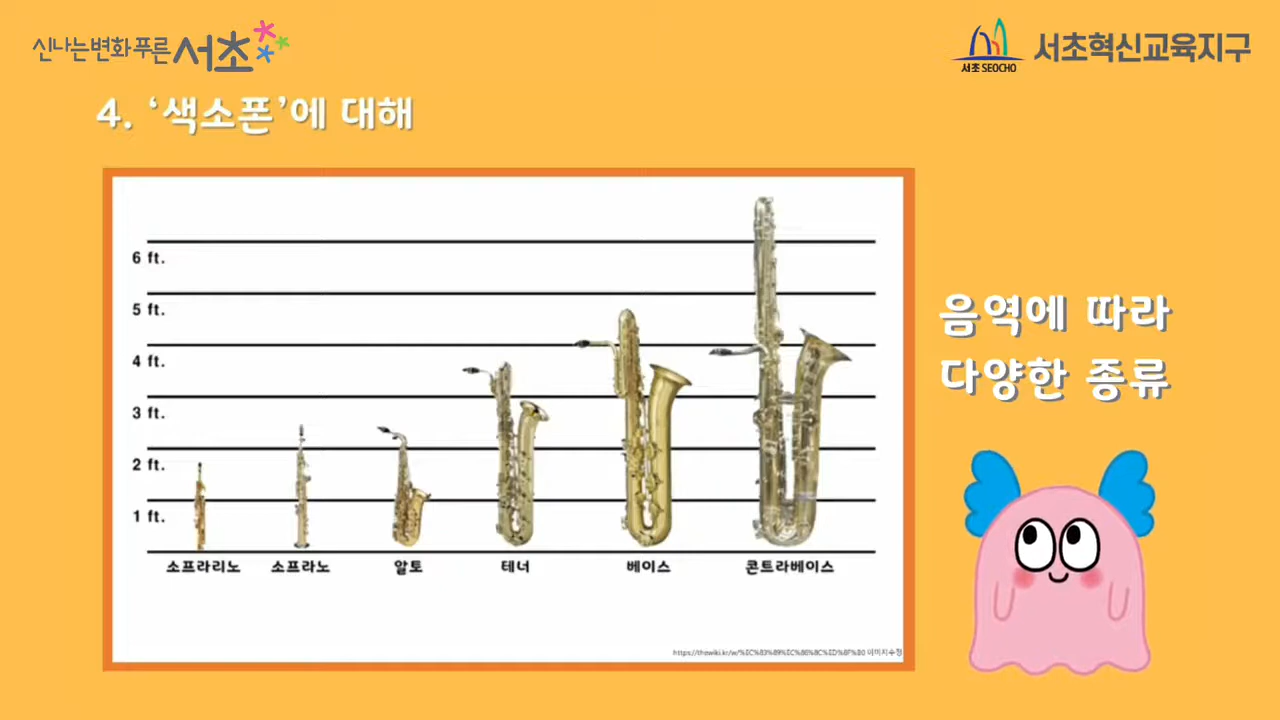 신나는변화 푸른 서초
서초 SEOCHO
서초혁신교육지구
4. ‘색소폰’에 대해
6 ft.
5 ft.
4 ft.
3 ft.
2 ft.
1 ft.
소프라리노 소프라노 알토 테너 베이스 콘트라베이스
음역에 따라
다양한 종류